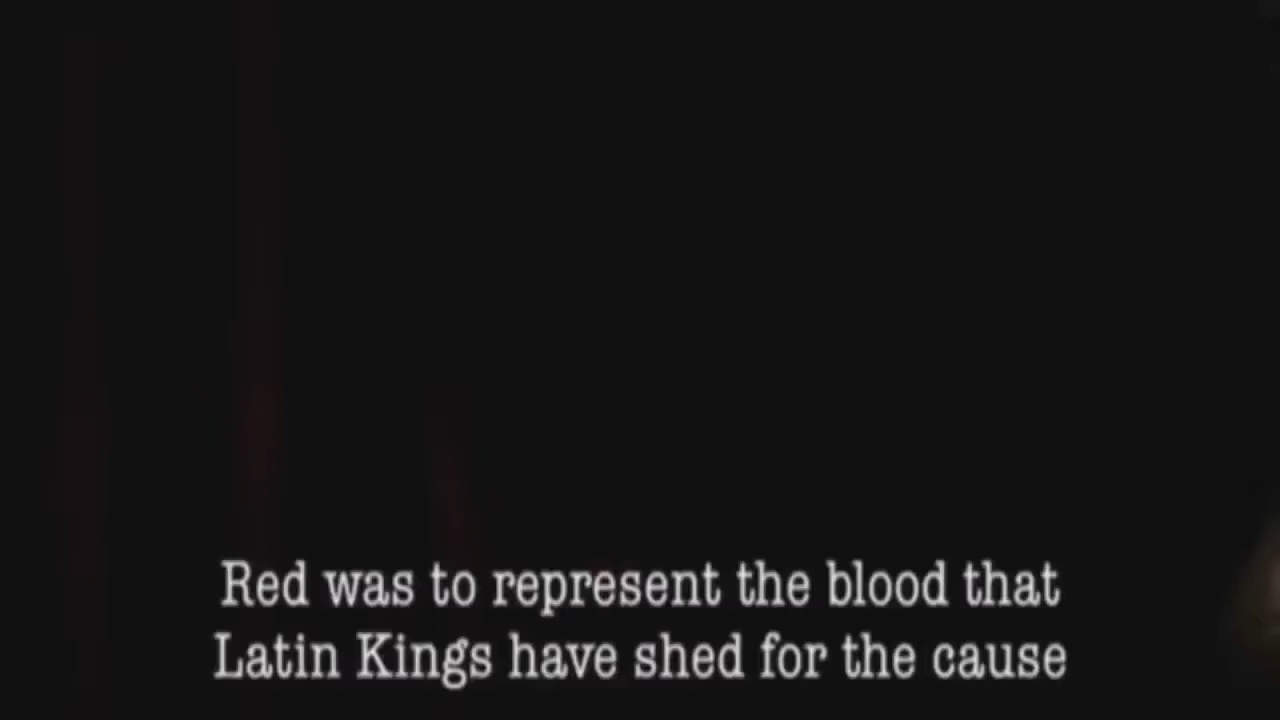 Red was to represent the blood that
Latin Kings have shed for the cause